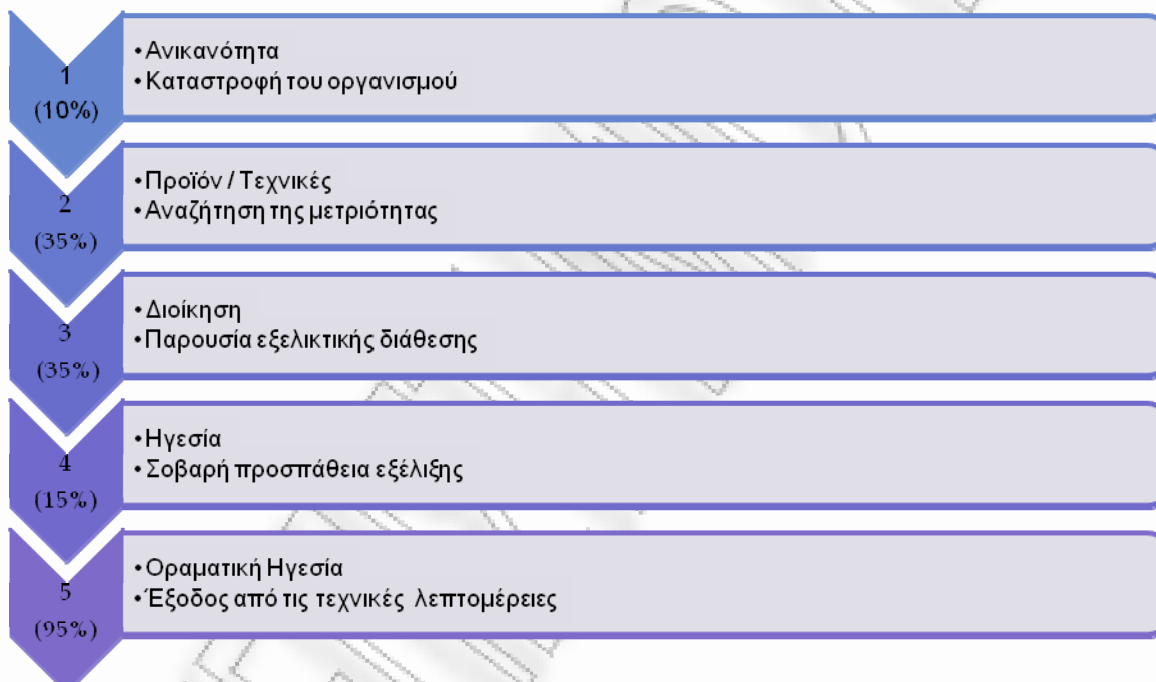 1
(10%)
• Ανικανότητα
• Καταστροφή του οργανισμού
2
(35%)
• Προϊόν / Τεχνικές
• Αναζήτηση της μετριότητας
3
(35%)
• Διοίκηση
• Παρουσία εξελικτικής διάθεσης
4
(15%)
• Ηγεσία
• Σοβαρή προσπάθεια εξέλιξης
5
(95%)
• Οραματική Ηγεσία
• Έξοδος από τις τεχνικές λεπτομέρειες